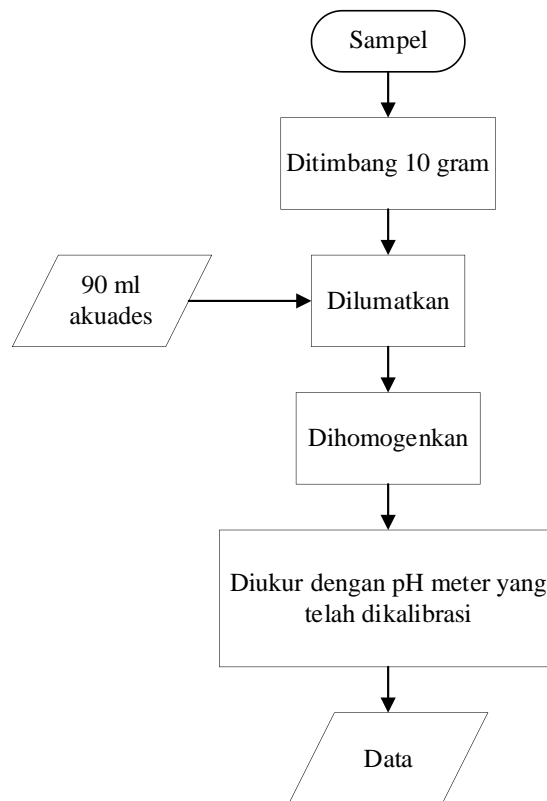 Sampel
Ditimbang 10 gram
90 ml
akuades
Dilumatkan
Dihomogenkan
Diukur dengan pH meter yang
telah dikalibrasi
Data